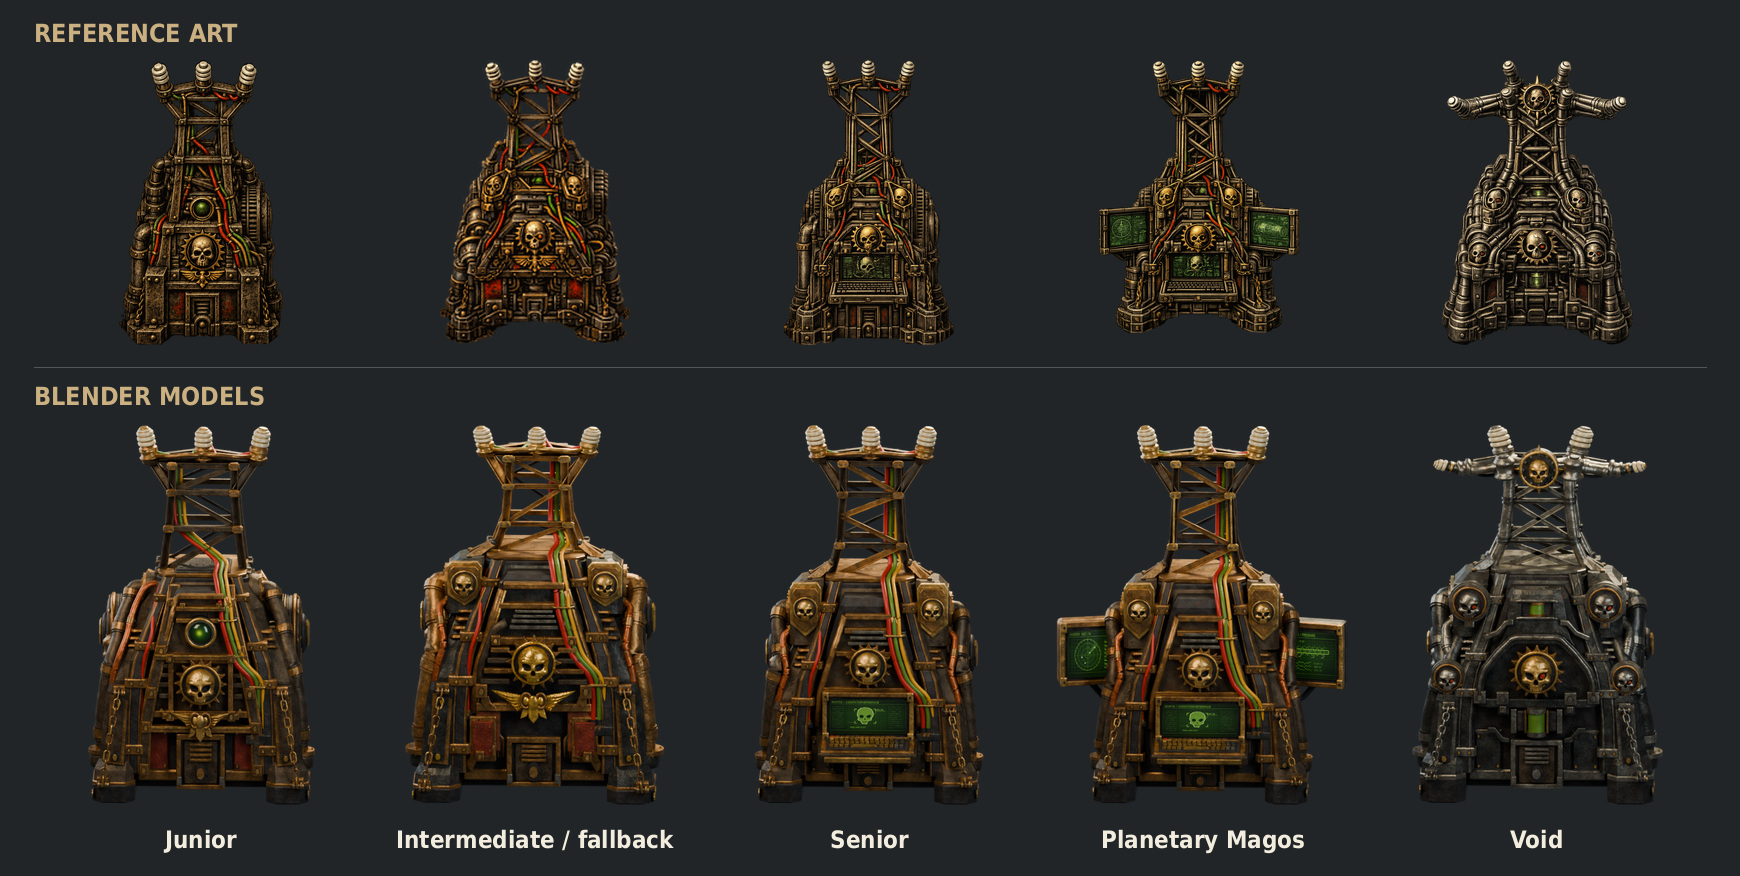 REFERENCE ART
BLENDER MODELS
Junior
Intermediate / fallback
Senior
Planetary Magos
Void